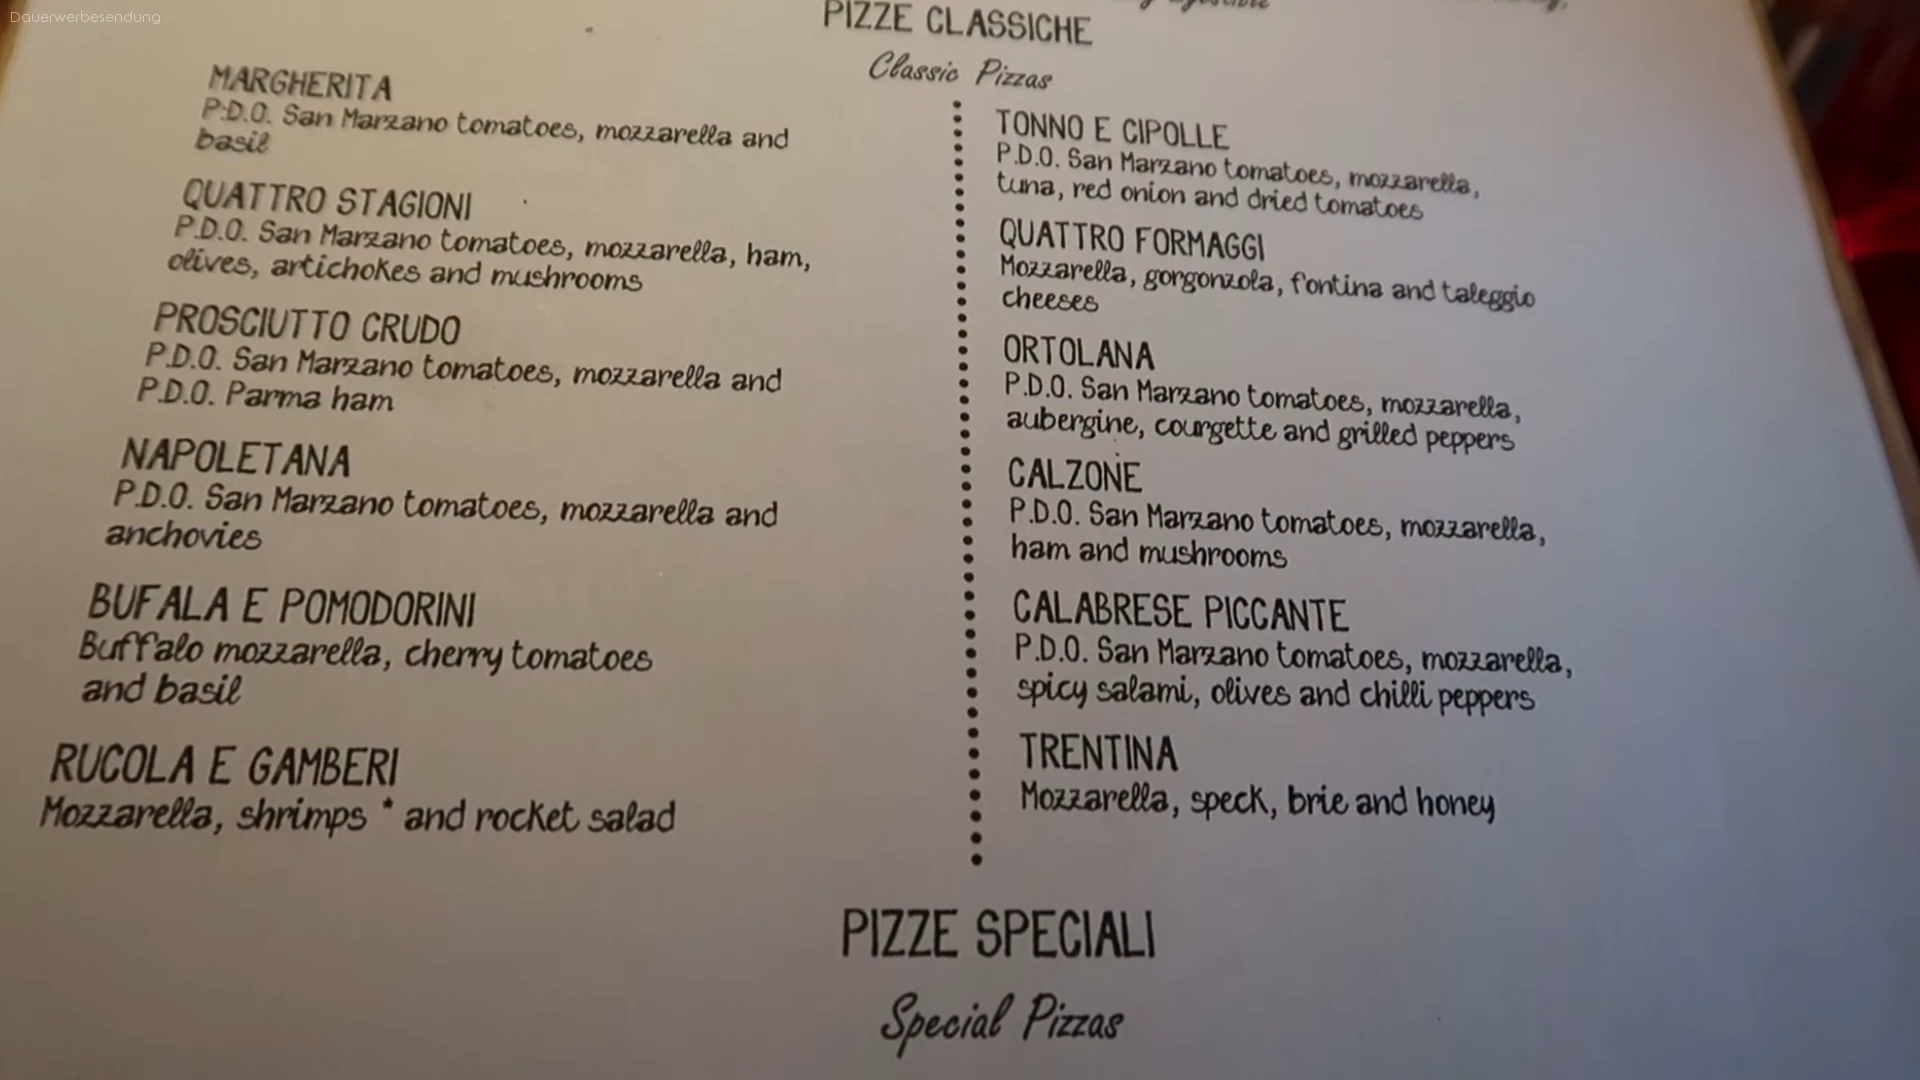 Dauerwerbesendung
PIZZE CLASSICHE
Classic Pizzas
MARGHERITA
P.D.O. San Marzano tomatoes, mozzarella and
basil
QUATTRO STAGIONI
P.D.O. San Marzano tomatoes, mozzarella, ham,
olives, artichokes and mushrooms
PROSCIUTTO CRUDO
P.D.O. San Marzano tomatoes, mozzarella and
P.D.O. Parma ham
NAPOLETANA
P.D.O. San Marzano tomatoes, mozzarella and
anchovies
BUFALA E POMODORINI
Buffalo mozzarella, cherry tomatoes
and basil
RUCOLA E GAMBERI
Mozzarella, shrimps * and rocket salad
TONNO E CIPOLLE
P.D.O. San Marzano tomatoes, mozzarella,
tuna, red onion and dried tomatoes
QUATTRO FORMAGGI
Mozzarella, gorgonzola, fontina and taleggio
cheeses
ORTOLANA
P.D.O. San Marzano tomatoes, mozzarella,
aubergine, courgette and grilled peppers
CALZONE
P.D.O. San Marzano tomatoes, mozzarella,
ham and mushrooms
CALABRESE PICCANTE
P.D.O. San Marzano tomatoes, mozzarella,
spicy salami, olives and chilli peppers
TRENTINA
Mozzarella, speck, brie and honey
PIZZE SPECIALI
Special Pizzas